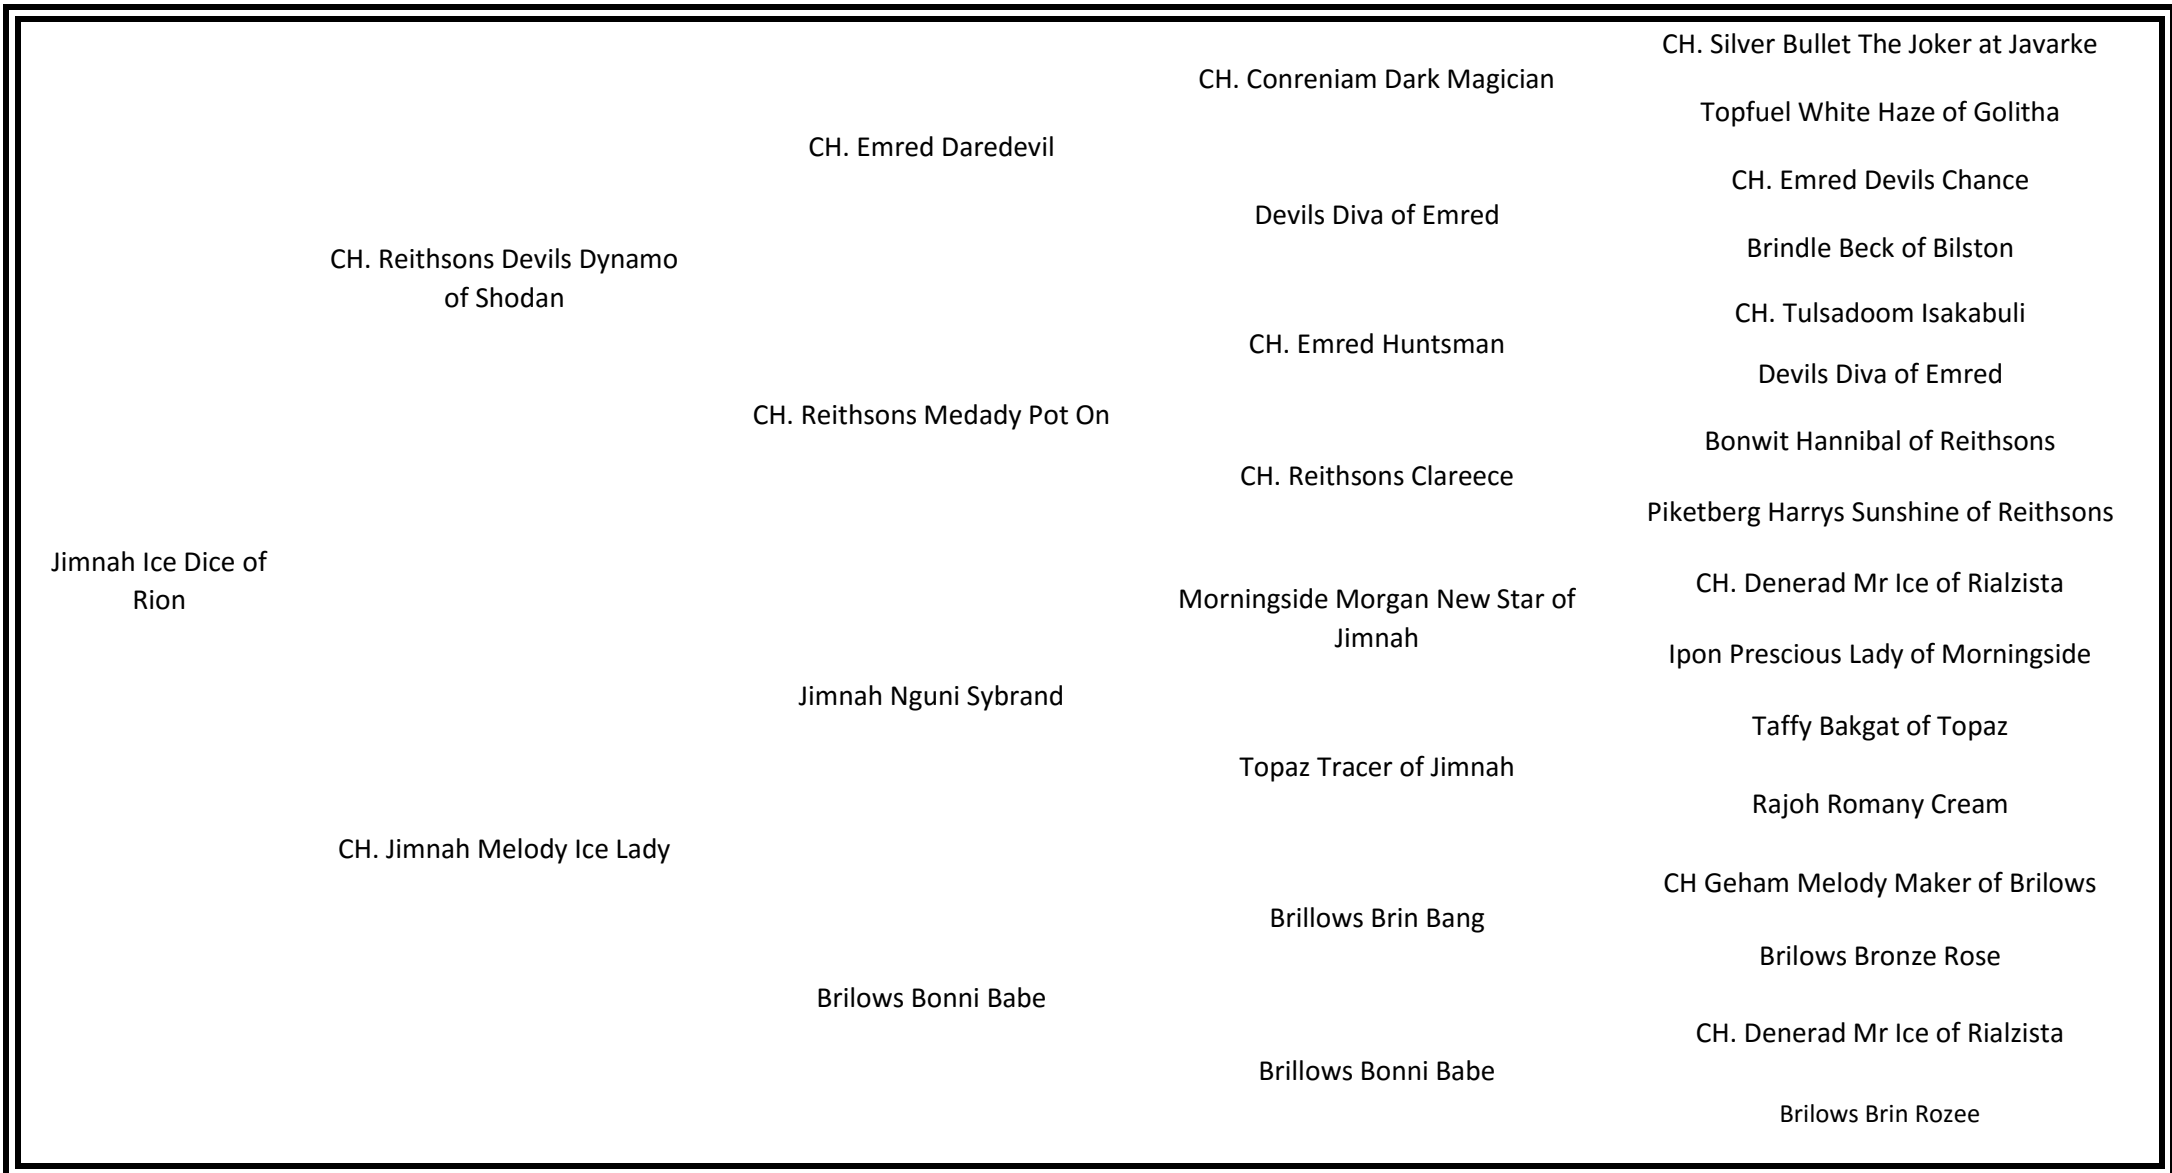 CH. Silver Bullet The Joker at Javarke
CH. Conreniam Dark Magician
Topfuel White Haze of Golitha
CH. Emred Daredevil
CH. Emred Devils Chance
Devils Diva of Emred
Brindle Beck of Bilston
CH. Reithsons Devils Dynamo
of Shodan
CH. Tulsadoom Isakabuli
CH. Emred Huntsman
Devils Diva of Emred
CH. Reithsons Medady Pot On
Bonwit Hannibal of Reithsons
CH. Reithsons Clareece
Piketberg Harrys Sunshine of Reithsons
Jimnah Ice Dice of
Rion
CH. Denerad Mr Ice of Rialzista
Morningside Morgan New Star of
Jimnah
Ipon Prescious Lady of Morningside
Jimnah Nguni Sybrand
Taffy Bakgat of Topaz
Topaz Tracer of Jimnah
Rajoh Romany Cream
CH. Jimnah Melody Ice Lady
CH Geham Melody Maker of Brilows
Brillows Brin Bang
Brilows Bronze Rose
Brilows Bonni Babe
CH. Denerad Mr Ice of Rialzista
Brillows Bonni Babe
Brilows Brin Rozee